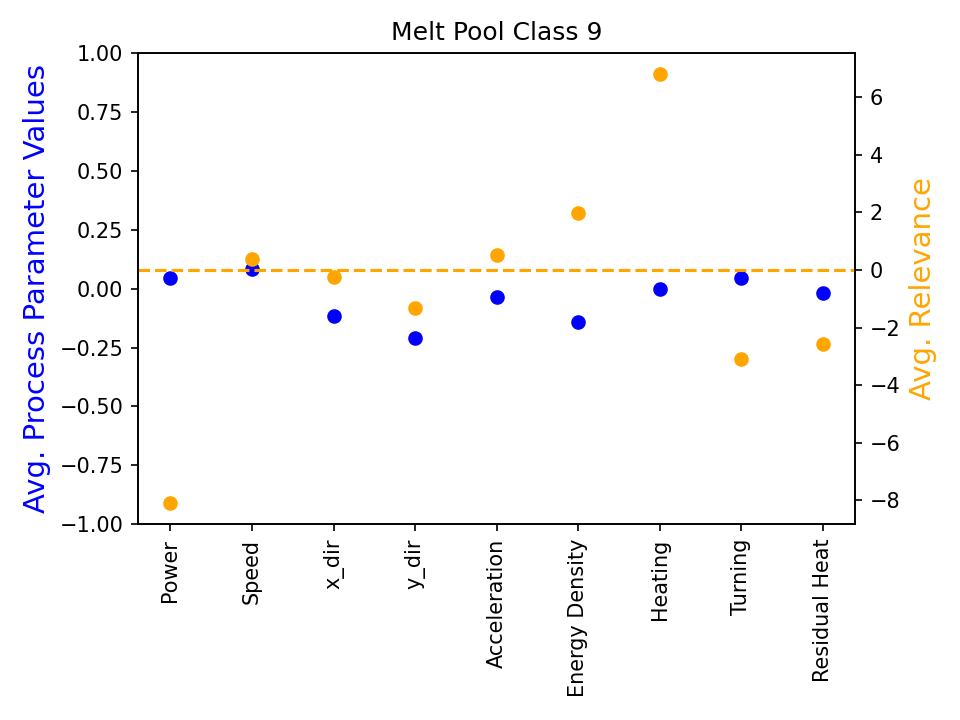 Melt Pool Class 9
Avg. Process Parameter Values
1.00
0.75
0.50
0.25
0.00
−0.25
−0.50
−0.75
−1.00
6
4
2
0
−2
−4
−6
−8
Avg. Relevance
Power
Speed
x_dir
y_dir
Acceleration
Energy Density
Heating
Turning
Residual Heat